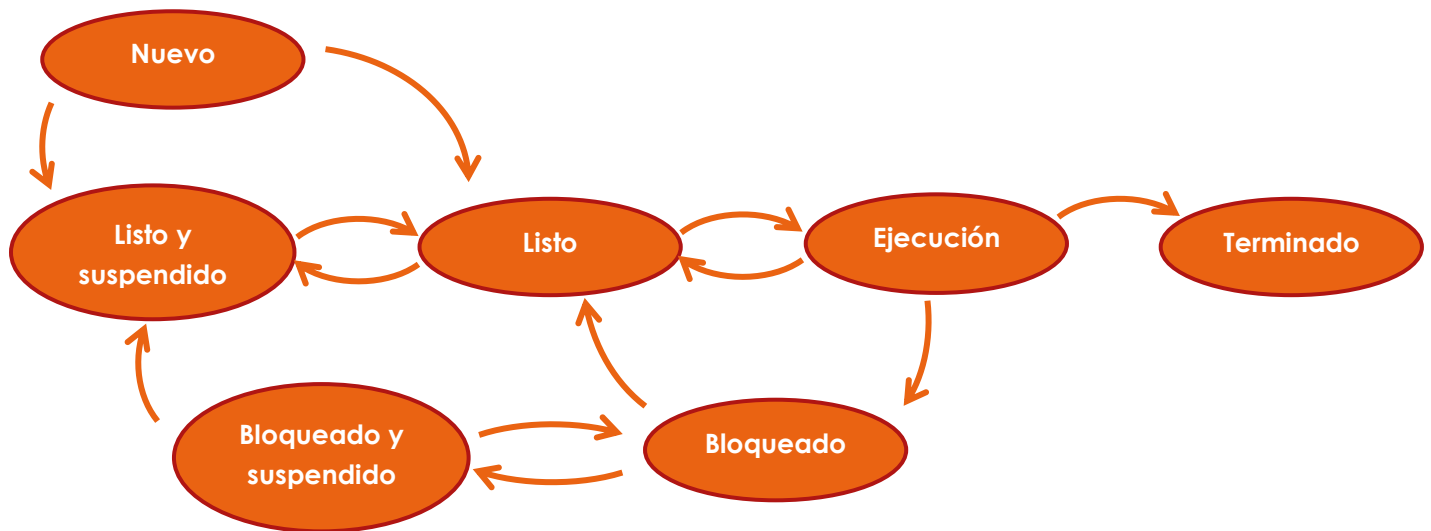 Nuevo
Listo y
suspendido
Listo
Ejecución
Terminado
Bloqueado y
suspendido
Bloqueado